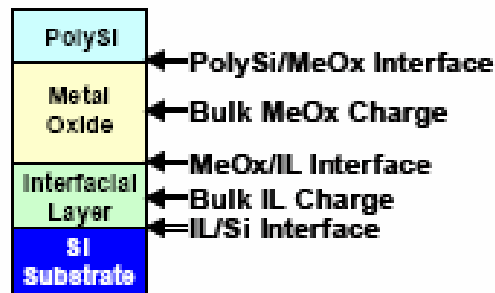 PolySi
PolySi/MeOx Interface
Metal
Oxide
Bulk MeOx Charge
MeOx/IL Interface
Interfacial
Layer
Bulk IL Charge
IL/Si Interface
Si
Substrate